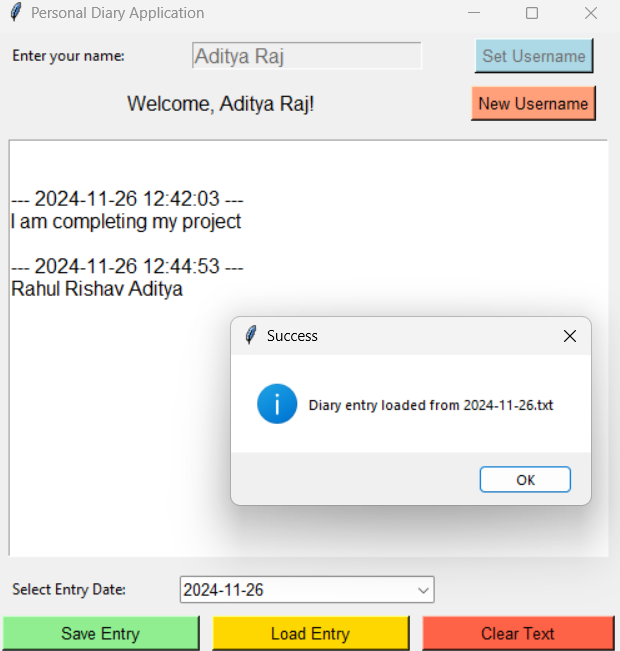 Personal Diary Application
Enter your name:
Aditya Raj
Set Username
Welcome, Aditya Raj!
New Username
--- 2024-11-26 12:42:03 ---
I am completing my project
--- 2024-11-26 12:44:53 ---
Rahul Rishav Aditya
Success
Diary entry loaded from 2024-11-26.txt
OK
Select Entry Date:
2024-11-26
Save Entry
Load Entry
Clear Text